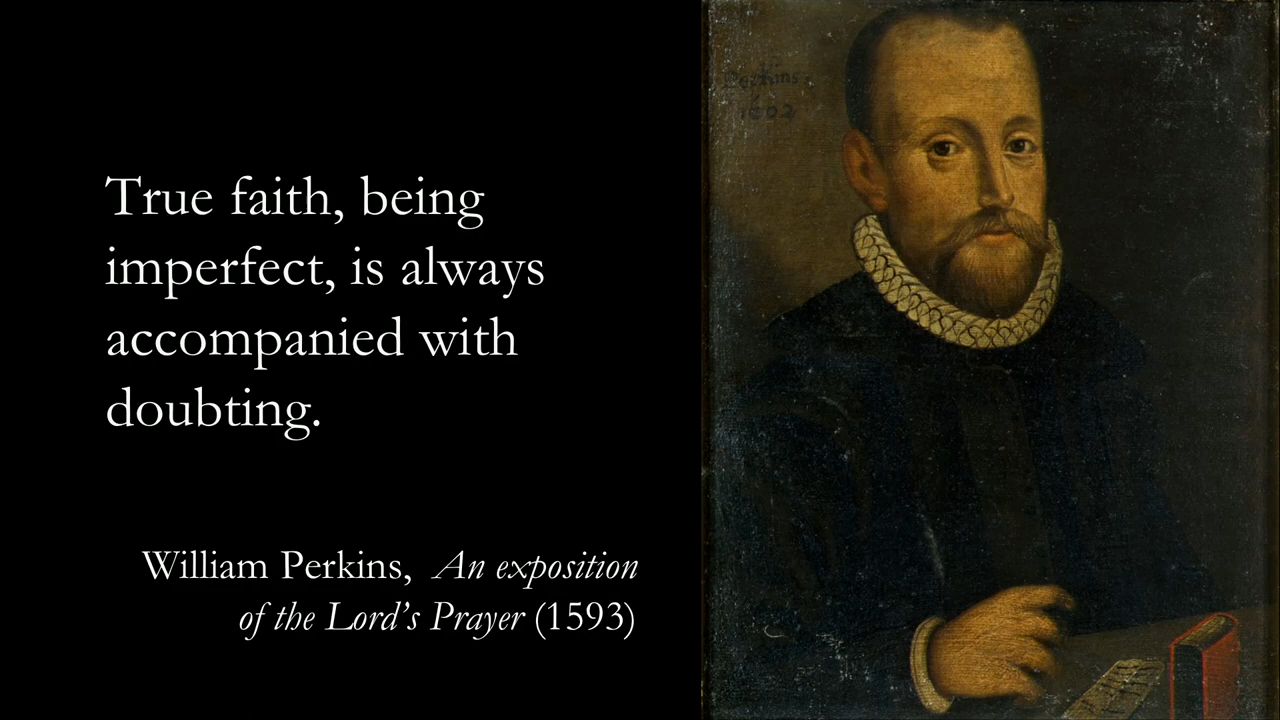 True faith, being
imperfect, is always
accompanied with
doubting.
William Perkins, An exposition
of the Lord’s Prayer (1593)
Perkins
1602